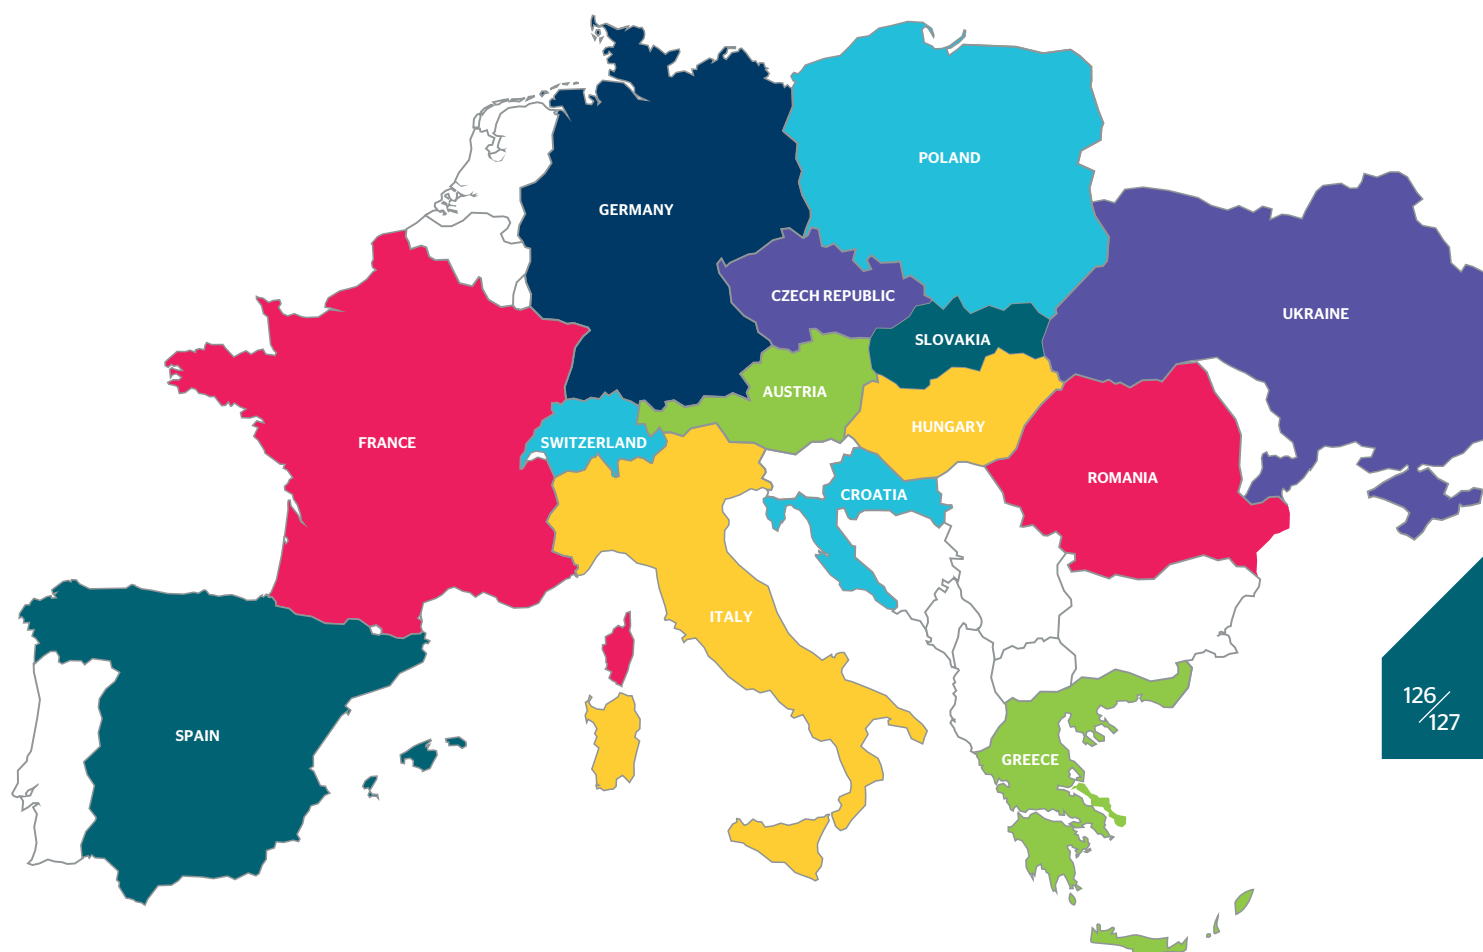 POLAND
GERMANY
CZECH REPUBLIC
UKRAINE
SLOVAKIA
AUSTRIA
HUNGARY
FRANCE
SWITZERLAND
ROMANIA
CROATIA
ITALY
SPAIN
GREECE
126
127